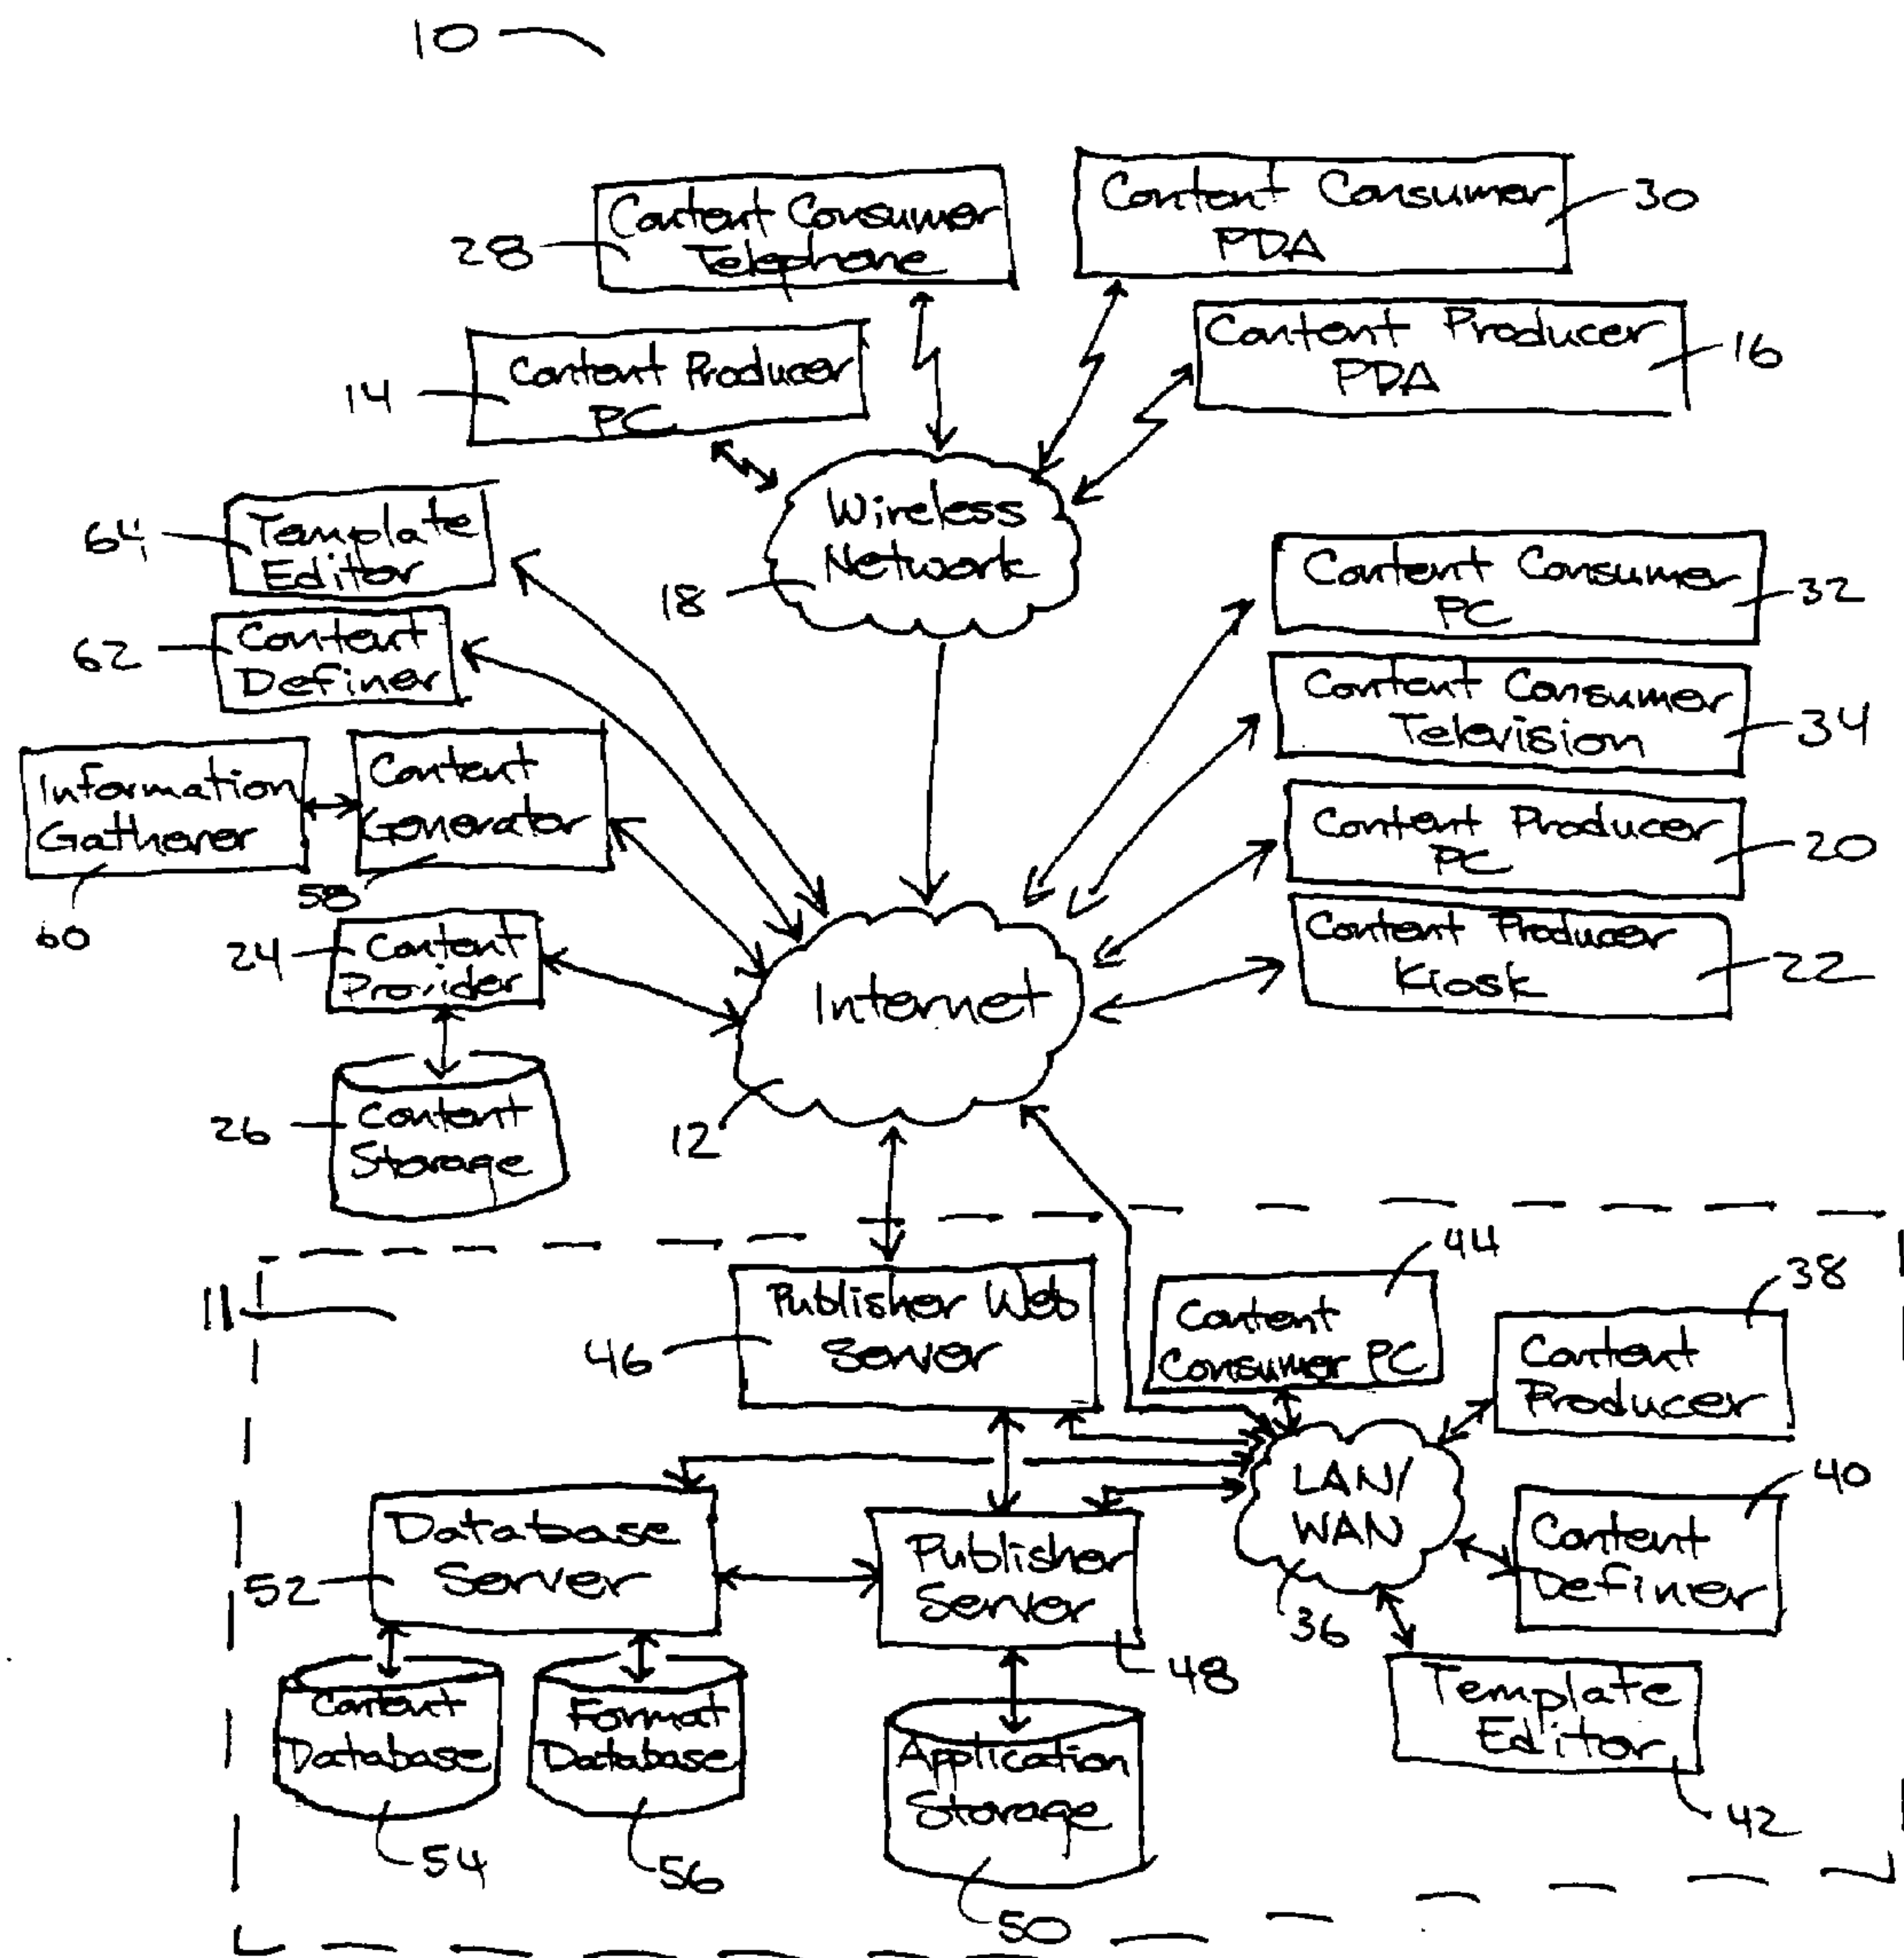 10
Content Consumer
Telephone
28
Content Consumer
PDA
30
Content Producer
PC
14
Content Producer
PDA
16
Wireless
Network
18
Template
Editor
64
Content
Definer
62
Information
Gatherer
60
Content
Generator
58
Content
Provider
24
Content
Storage
26
Content Consumer
PC
32
Content Consumer
Television
34
Content Producer
PC
20
Content Producer
Kiosk
22
Internet
12
11
Publisher Web
Server
46
Content
Consumer PC
44
Content
Producer
38
LAN/
WAN
36
Content
Definer
40
Template
Editor
42
Database
Server
52
Publisher
Server
48
Content
Database
54
Format
Database
56
Application
Storage
50